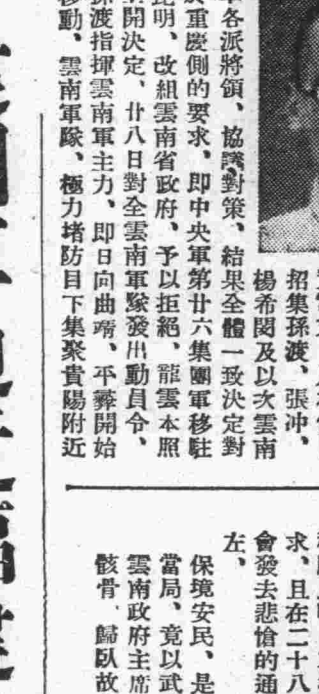 招集孫渡、張冲、
楊希閔及以次雲南
各派將領、協議對策、結果全體一致決定對
重慶側的要求、即中央軍第廿六集團軍移駐
昆明、改組雲南省政府、予以拒絕、龍雲本照
開決定、廿八日對全雲南軍隊發出動員令、
孫渡指揮雲南軍主力、即日向曲靖、平彝開始
移動、雲南軍隊、極力堵防目下集聚貴陽附近
求、且在二十八
會發去悲愴的通
左、
保境安民、是
當局、竟以武
雲南政府主席
骸骨、歸臥故